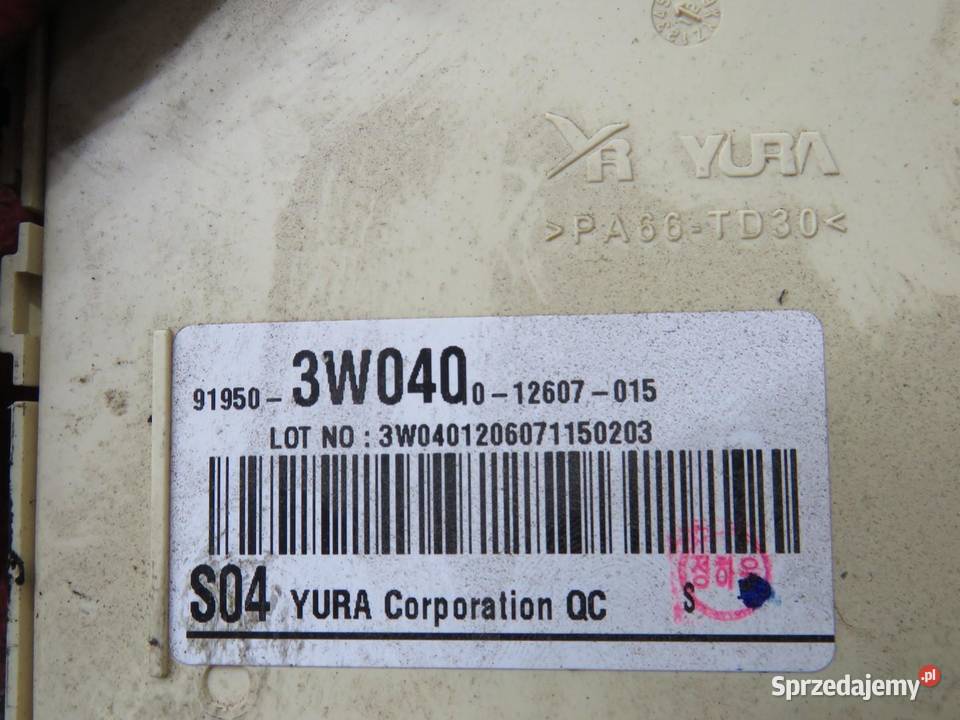 YR YURA
>PA66-TD30<
91950-3W040 0-12607-015
LOT NO : 3W0401206071150203
S04 YURA Corporation QC S
Sprzedajemy.pl